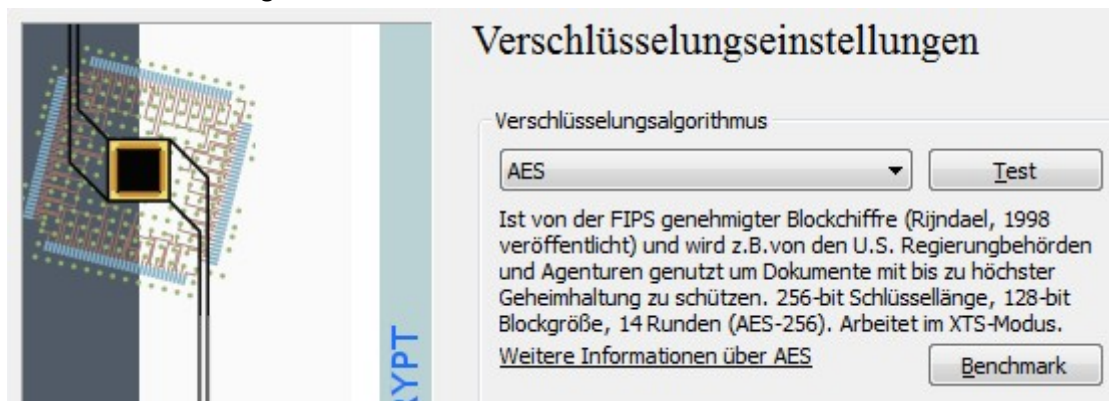 Verschlüsselungseinstellungen
Verschlüsselungsalgorithmus
AES
Test
Ist von der FIPS genehmigter Blockchiffre (Rijndael, 1998
veröffentlicht) und wird z.B.von den U.S. Regierungbehörden
und Agenturen genutzt um Dokumente mit bis zu höchster
Geheimhaltung zu schützen. 256-bit Schlüssellänge, 128-bit
Blockgröße, 14 Runden (AES-256). Arbeitet im XTS-Modus.
Weitere Informationen über AES
Benchmark
RYPT